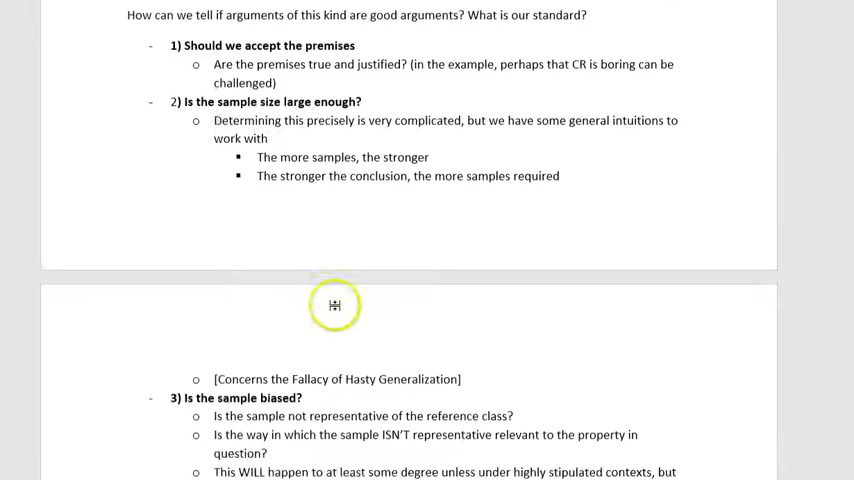 How can we tell if arguments of this kind are good arguments? What is our standard?
- 1) Should we accept the premises
o Are the premises true and justified? (in the example, perhaps that CR is boring can be
challenged)
- 2) Is the sample size large enough?
o Determining this precisely is very complicated, but we have some general intuitions to
work with
▪ The more samples, the stronger
▪ The stronger the conclusion, the more samples required
o [Concerns the Fallacy of Hasty Generalization]
- 3) Is the sample biased?
o Is the sample not representative of the reference class?
o Is the way in which the sample ISN'T representative relevant to the property in
question?
o This WILL happen to at least some degree unless under highly stipulated contexts, but